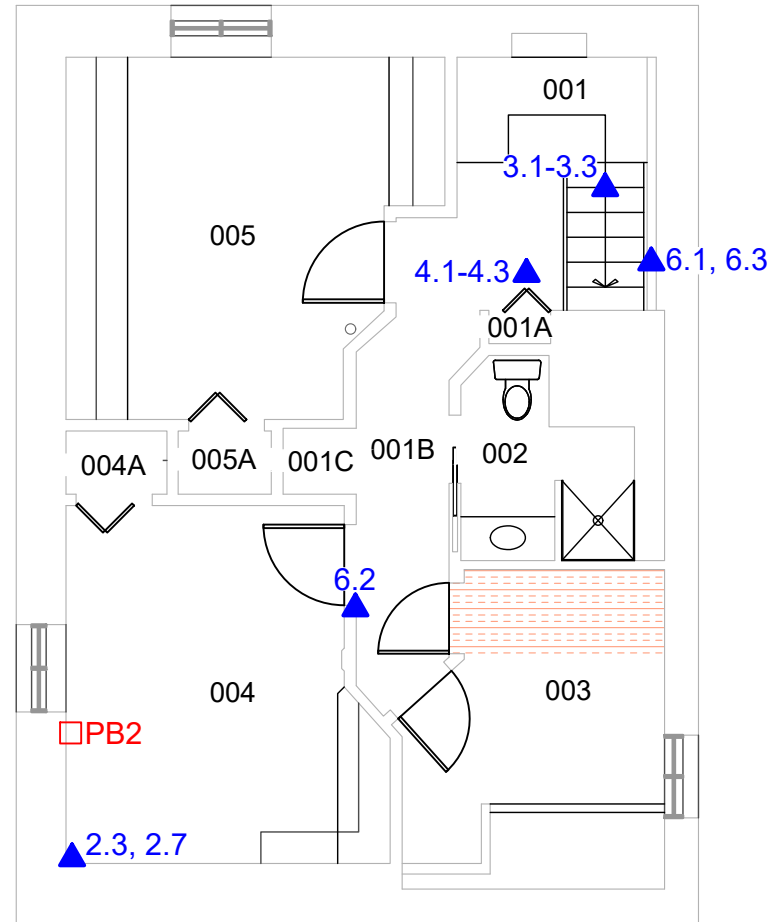 001
3.1-3.3
005
4.1-4.3
6.1, 6.3
001A
004A
005A
001C
001B
002
6.2
004
003
PB2
2.3, 2.7